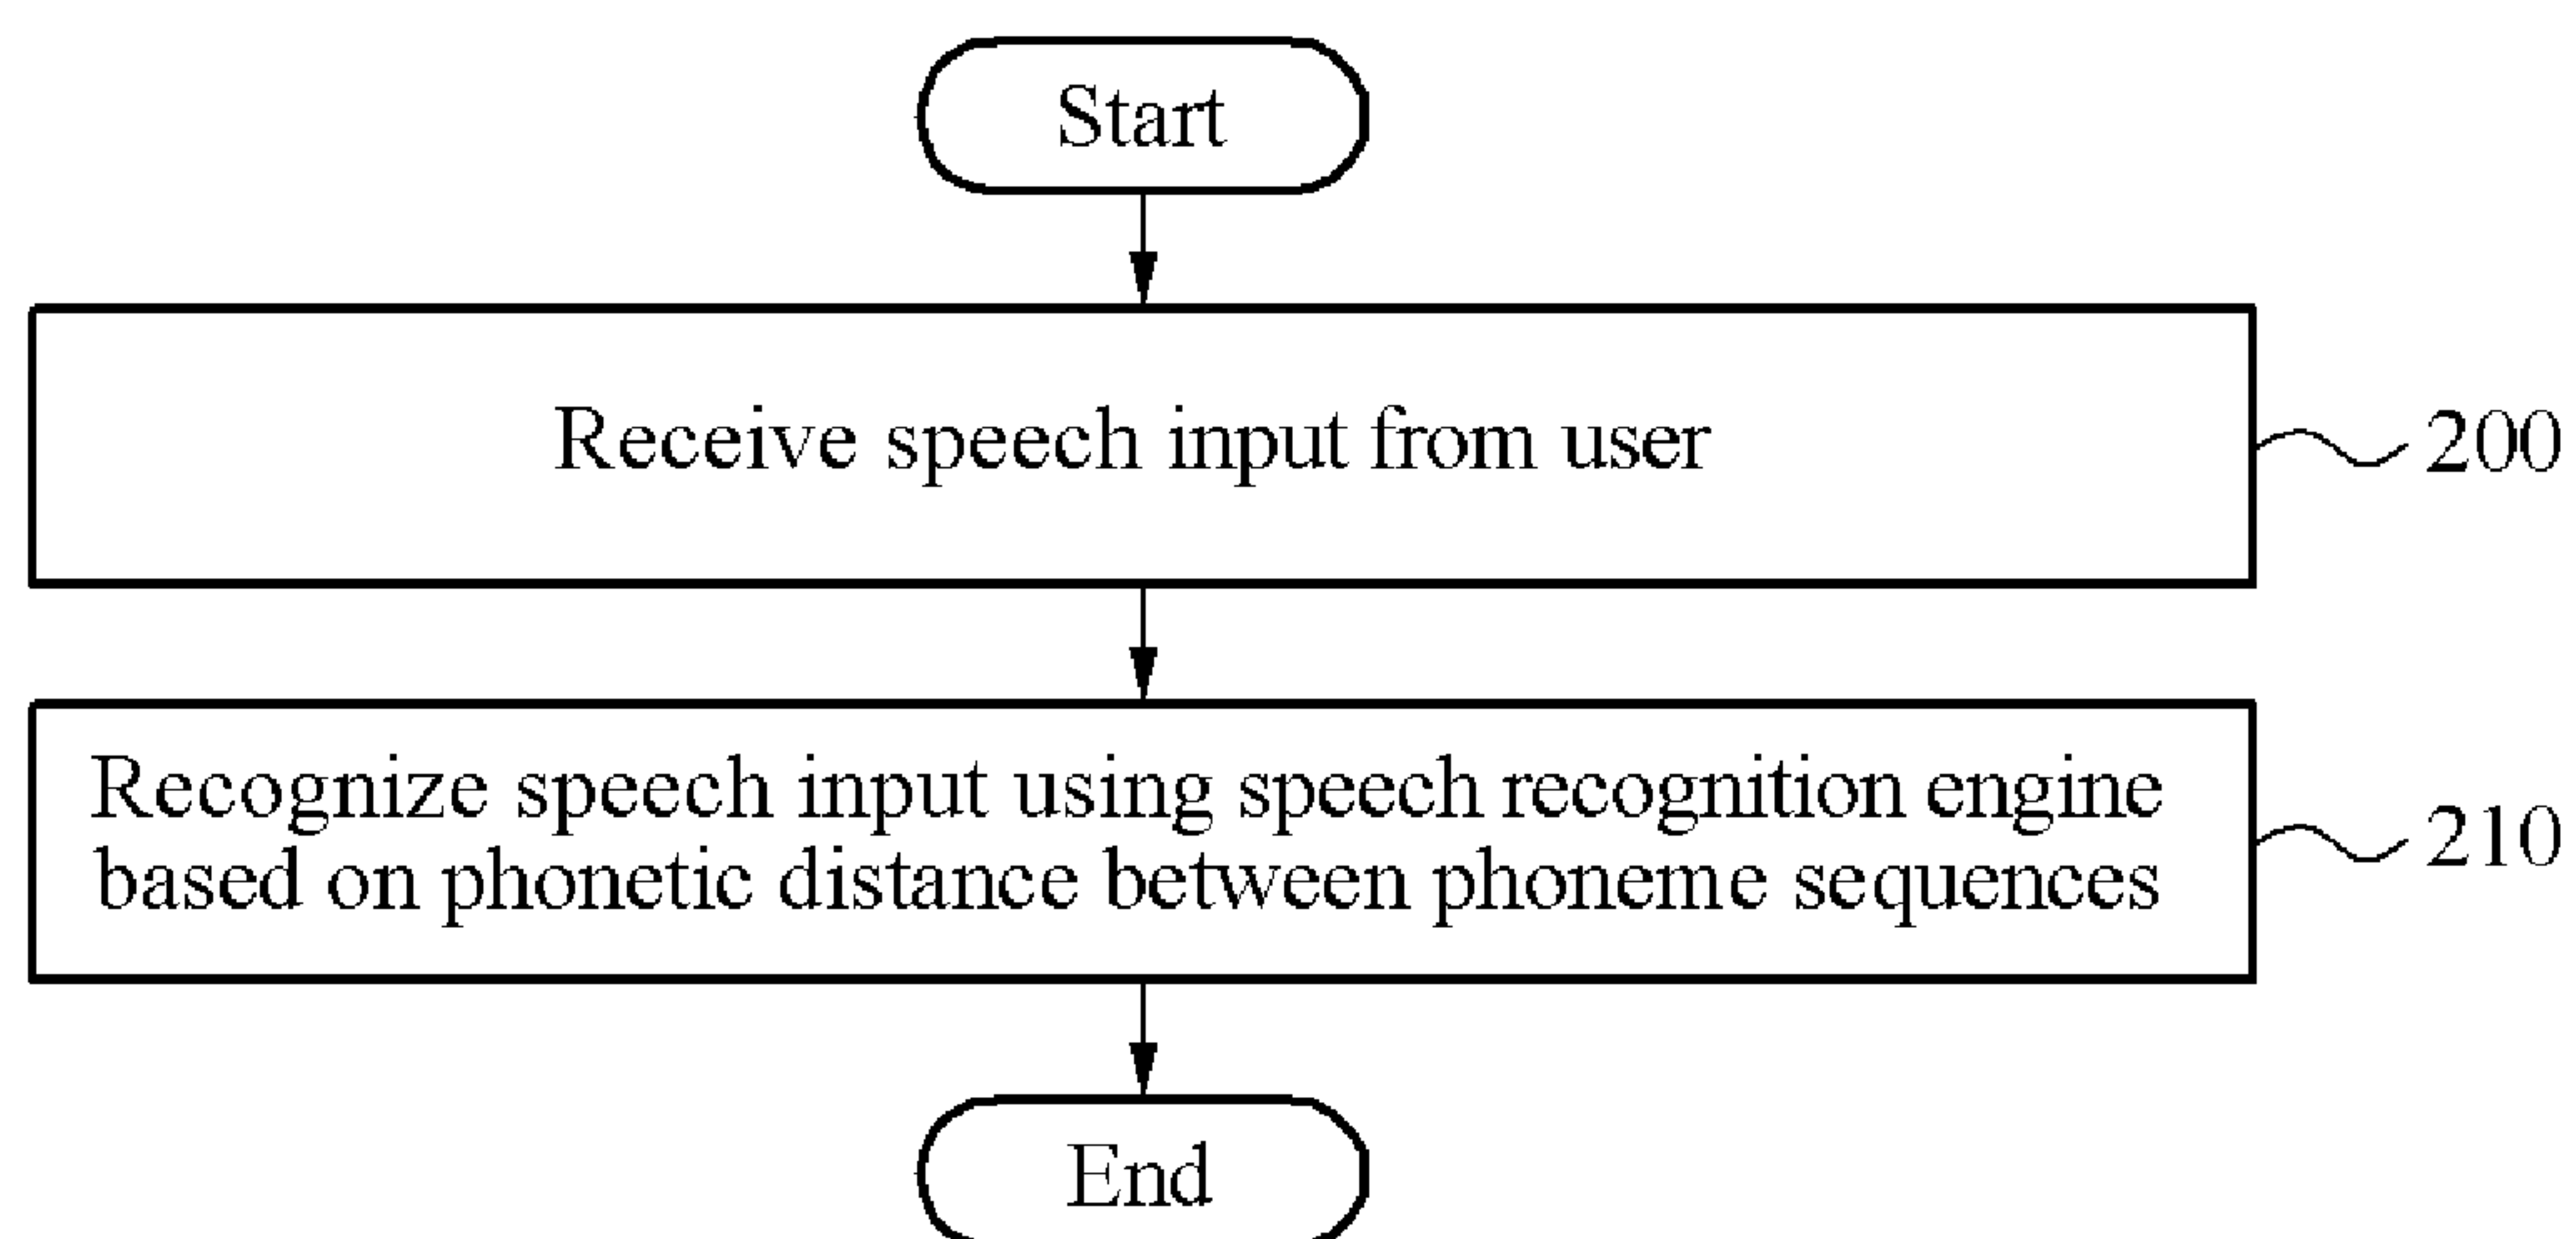 Start
Receive speech input from user
200
Recognize speech input using speech recognition engine
based on phonetic distance between phoneme sequences
210
End